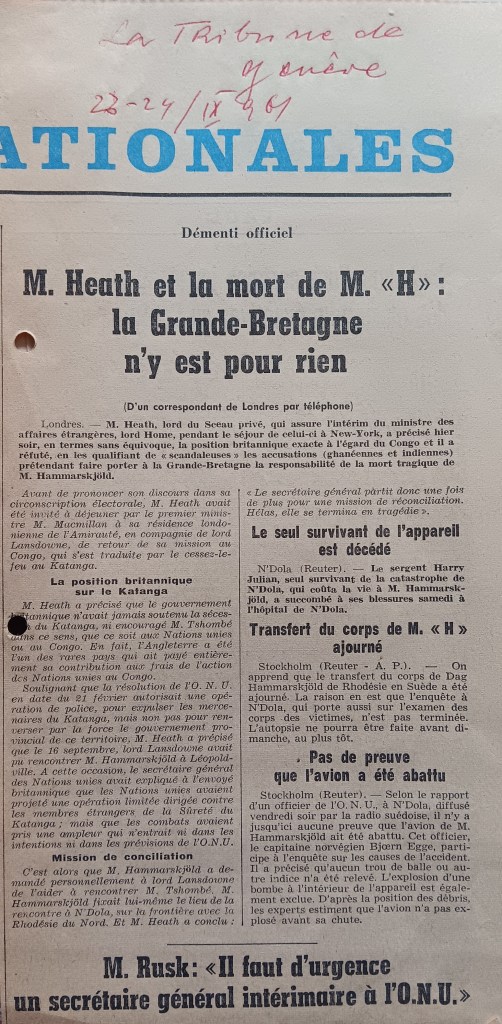 La Tribune de
Genève
23-24/IX 961
ATIONALES
Démenti officiel
M. Heath et la mort de M. «H» :
la Grande-Bretagne
n'y est pour rien
(D'un correspondant de Londres par téléphone)
Londres. — M. Heath, lord du Sceau privé, qui assure l'intérim du ministre des
affaires étrangères, lord Home, pendant le séjour de celui-ci à New-York, a précisé hier
soir, en termes sans équivoque, la position britannique exacte à l'égard du Congo et il a
réfuté, en les qualifiant de « scandaleuses » les accusations (ghanéennes et indiennes)
prétendant faire porter à la Grande-Bretagne la responsabilité de la mort tragique de
M. Hammarskjöld.
Avant de prononcer son discours dans sa
circonscription électorale, M. Heath avait
été invité à déjeuner par le premier minis-
tre M. Macmillan à sa résidence londo-
nienne de l'Amirauté, en compagnie de lord
Lansdowne, de retour de sa mission au
Congo, qui s'est traduite par le cessez-le-
feu au Katanga.
La position britannique
sur le Katanga
M. Heath a précisé que le gouvernement
britannique n'avait jamais soutenu la séces-
du Katanga, ni encouragé M. Tshombé
dans ce sens, que ce soit aux Nations unies
ou au Congo. En fait, l'Angleterre a été
l'un des rares pays qui ait payé entière-
ment sa contribution aux frais de l'action
des Nations unies au Congo.
Soulignant que la résolution de l'O. N. U.
en date du 21 février autorisait une opé-
ration de police, pour expulser les merce-
naires du Katanga, mais non pas pour ren-
verser par la force le gouvernement pro-
vincial de ce territoire, M. Heath a précisé
que le 16 septembre, lord Lansdowne avait
pu rencontrer M. Hammarskjöld à Léopold-
ville. A cette occasion, le secrétaire général
des Nations unies avait expliqué à l'envoyé
britannique que les Nations unies avaient
projeté une opération limitée dirigée contre
les membres étrangers de la Sûreté du
Katanga ; mais que les combats avaient
pris une ampleur qui n'entrait ni dans les
intentions ni dans les prévisions de l'O.N.U.
Mission de conciliation
C'est alors que M. Hammarskjöld a de-
mandé personnellement à lord Lansdowne
de l'aider à rencontrer M. Tshombé. M.
Hammarskjöld fixait lui-même le lieu de la
rencontre à N'Dola, sur la frontière avec la
Rhodésie du Nord. Et M. Heath a conclu :
« Le secrétaire général partit donc une fois
de plus pour une mission de réconciliation.
Hélas, elle se termina en tragédie ».
Le seul survivant de l'appareil
est décédé
N'Dola (Reuter). — Le sergent Harry
Julian, seul survivant de la catastrophe de
N'Dola, qui coûta la vie à M. Hammarsk-
jöld, a succombé à ses blessures samedi à
l'hôpital de N'Dola.
Transfert du corps de M. «H»
ajourné
Stockholm (Reuter - A. P.). — On
apprend que le transfert du corps de Dag
Hammarskjöld de Rhodésie en Suède a été
ajourné. La raison en est que l'enquête à
N'Dola, qui porte aussi sur l'examen des
corps des victimes, n'est pas terminée.
L'autopsie ne pourra être faite avant di-
manche, au plus tôt.
Pas de preuve
que l'avion a été abattu
Stockholm (Reuter). — Selon le rapport
d'un officier de l'O. N. U., à N'Dola, diffusé
vendredi soir par la radio suédoise, il n'y a
jusqu'ici aucune preuve que l'avion de M.
Hammarskjöld ait été abattu. Cet officier,
le capitaine norvégien Bjœrn Egge, parti-
cipe à l'enquête sur les causes de l'accident.
Il a précisé qu'aucun trou de balle ou au-
tre indice n'a été relevé. L'explosion d'une
bombe à l'intérieur de l'appareil est égale-
ment exclue. D'après la position des débris,
les experts estiment que l'avion n'a pas ex-
plosé avant sa chute.
M. Rusk : «Il faut d'urgence
un secrétaire général intérimaire à l'O.N.U.»